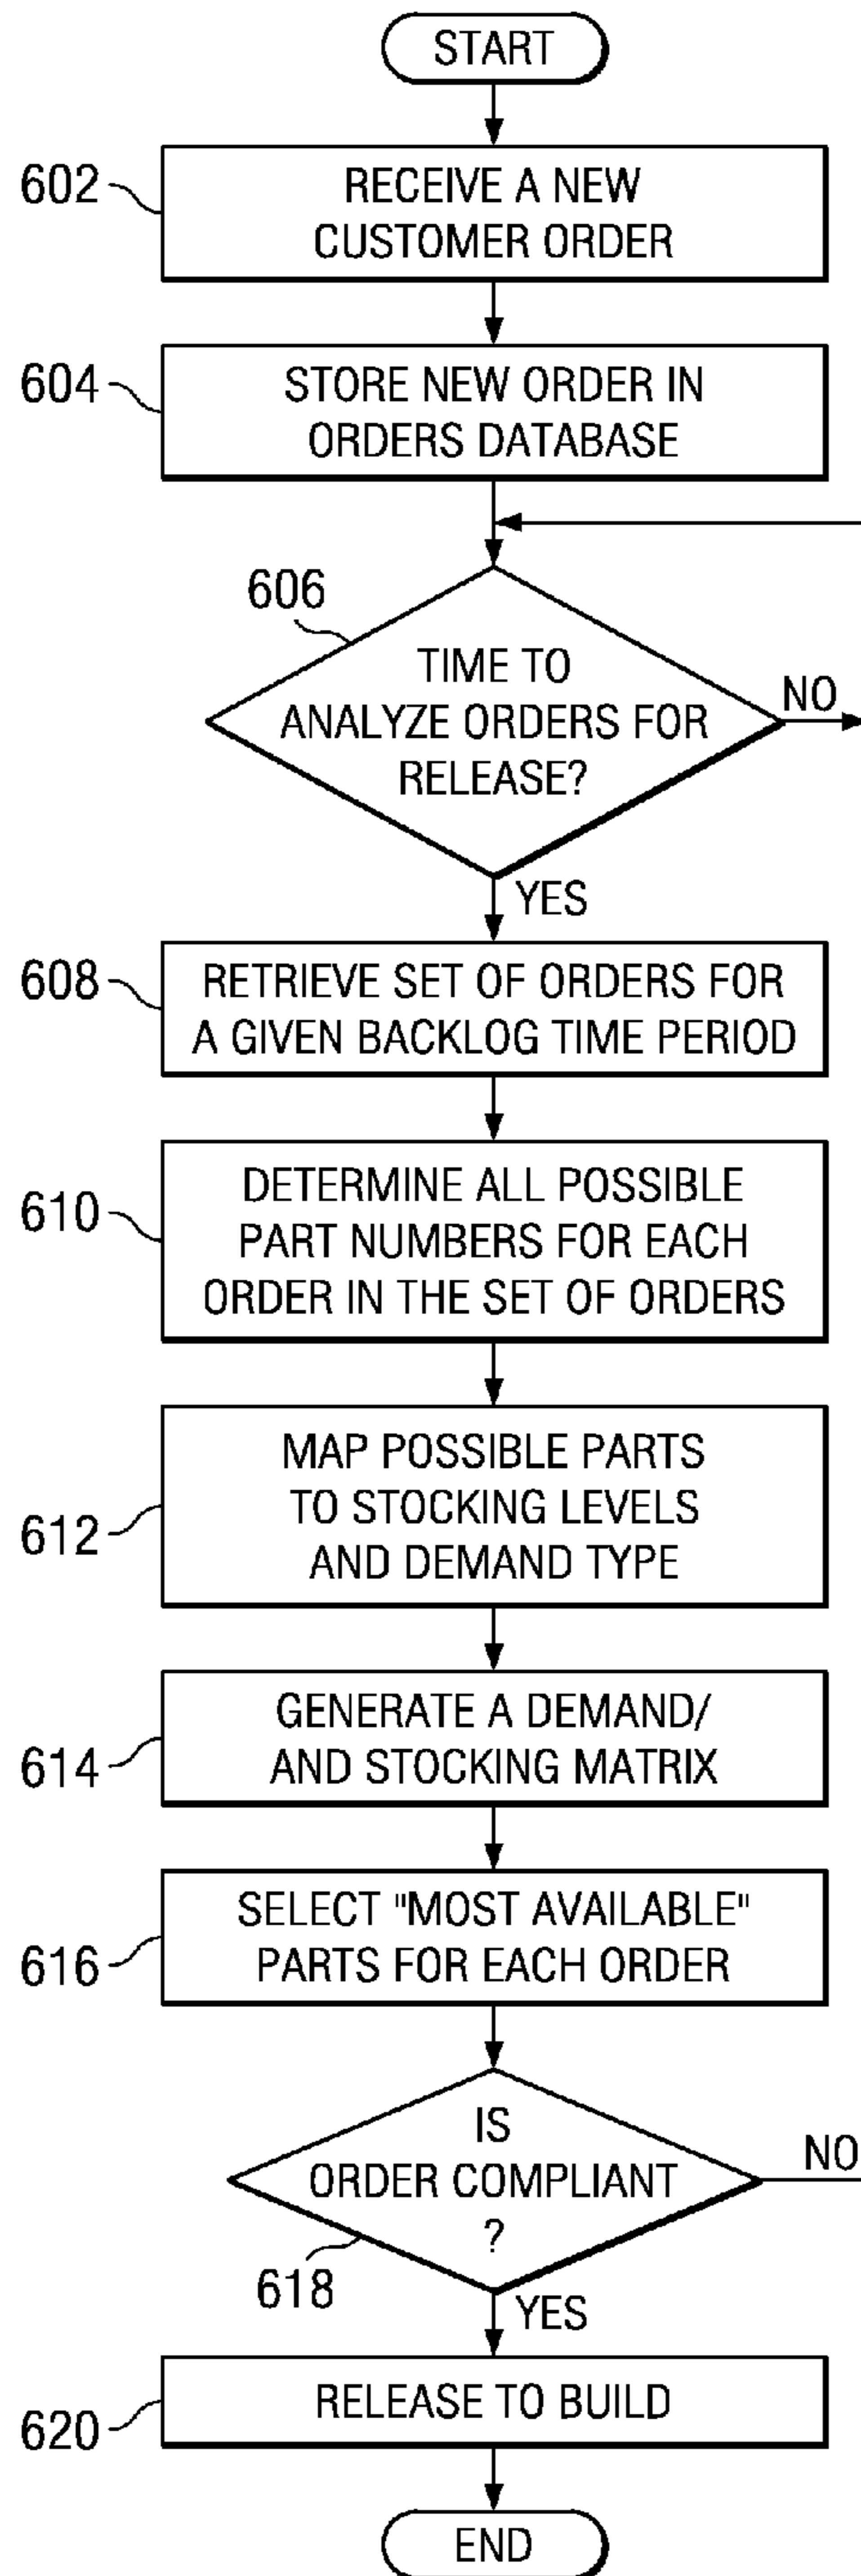 START
602
RECEIVE A NEW
CUSTOMER ORDER
604
STORE NEW ORDER IN
ORDERS DATABASE
606
TIME TO
ANALYZE ORDERS FOR
RELEASE?
NO
YES
608
RETRIEVE SET OF ORDERS FOR
A GIVEN BACKLOG TIME PERIOD
610
DETERMINE ALL POSSIBLE
PART NUMBERS FOR EACH
ORDER IN THE SET OF ORDERS
612
MAP POSSIBLE PARTS
TO STOCKING LEVELS
AND DEMAND TYPE
614
GENERATE A DEMAND/
AND STOCKING MATRIX
616
SELECT "MOST AVAILABLE"
PARTS FOR EACH ORDER
IS
ORDER COMPLIANT
?
NO
618
YES
620
RELEASE TO BUILD
END